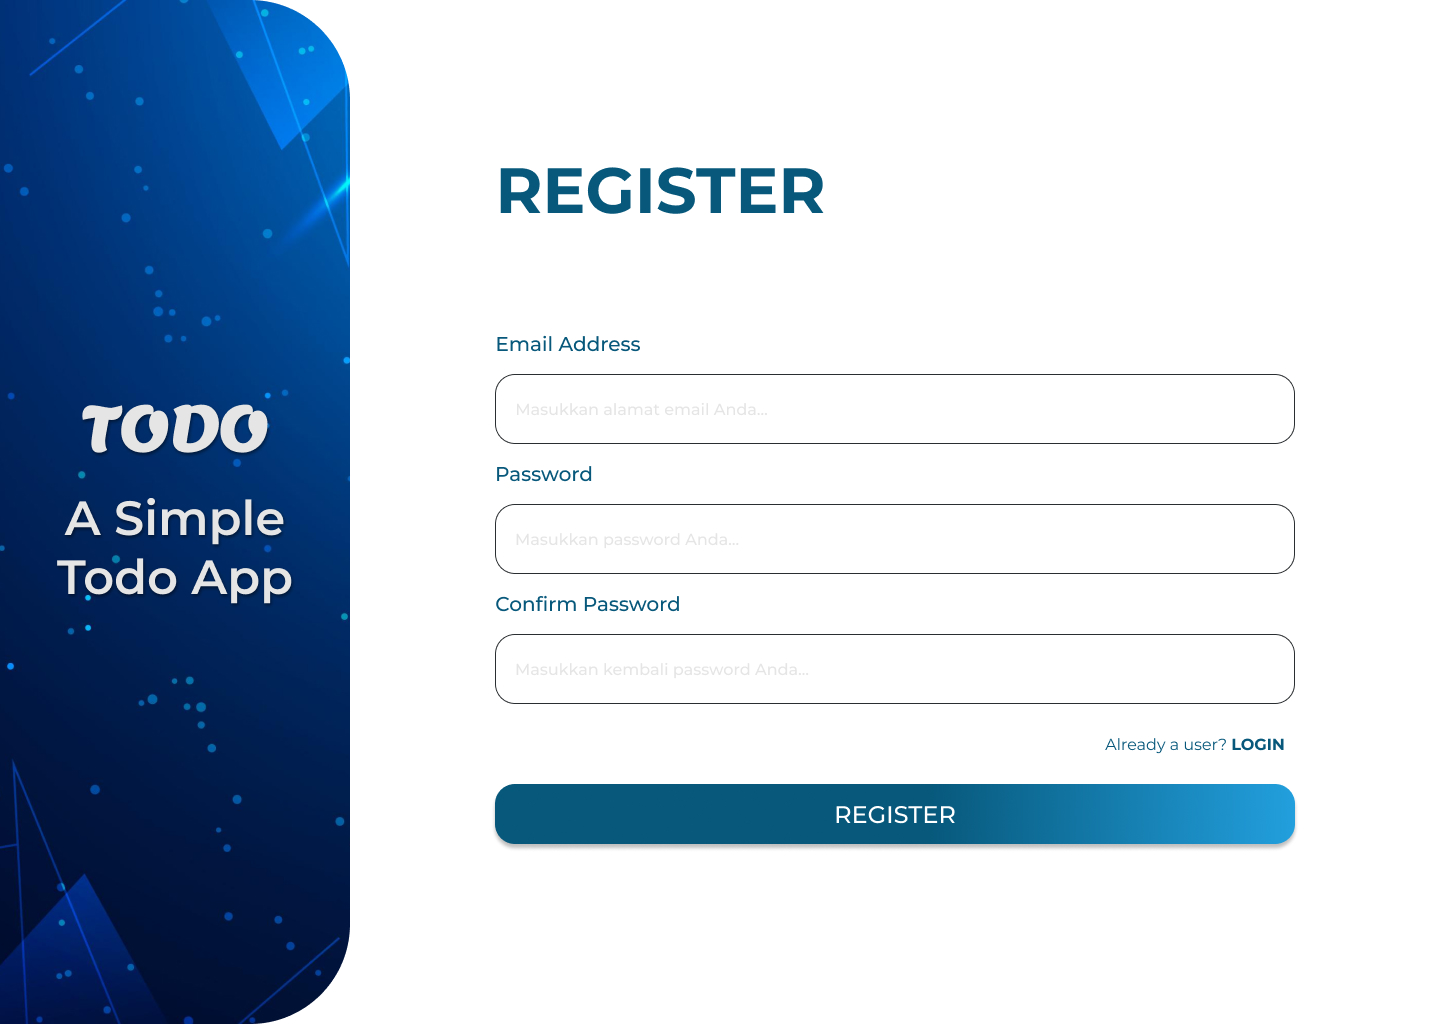 TODO
A Simple
Todo App
REGISTER
Email Address
Masukkan alamat email Anda...
Password
Masukkan password Anda...
Confirm Password
Masukkan kembali password Anda...
Already a user? LOGIN
REGISTER